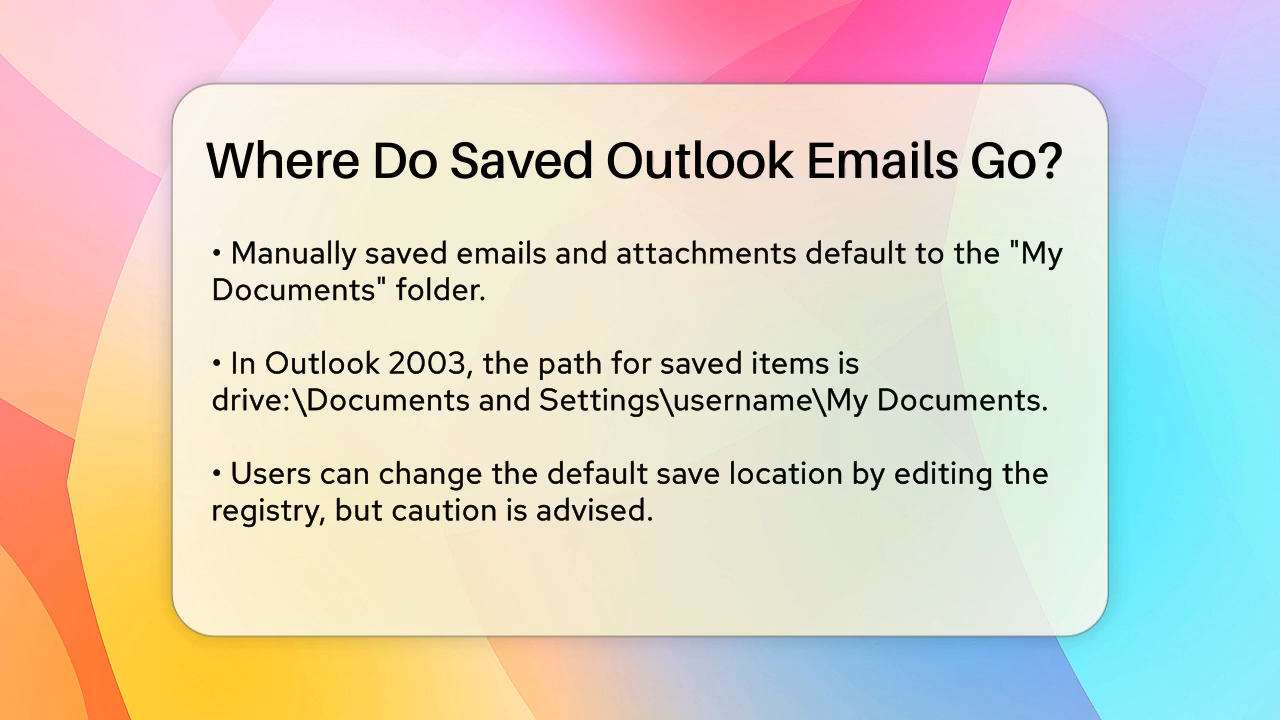 Where Do Saved Outlook Emails Go?
• Manually saved emails and attachments default to the "My
Documents" folder.
• In Outlook 2003, the path for saved items is
drive:\Documents and Settings\username\My Documents.
• Users can change the default save location by editing the
registry, but caution is advised.